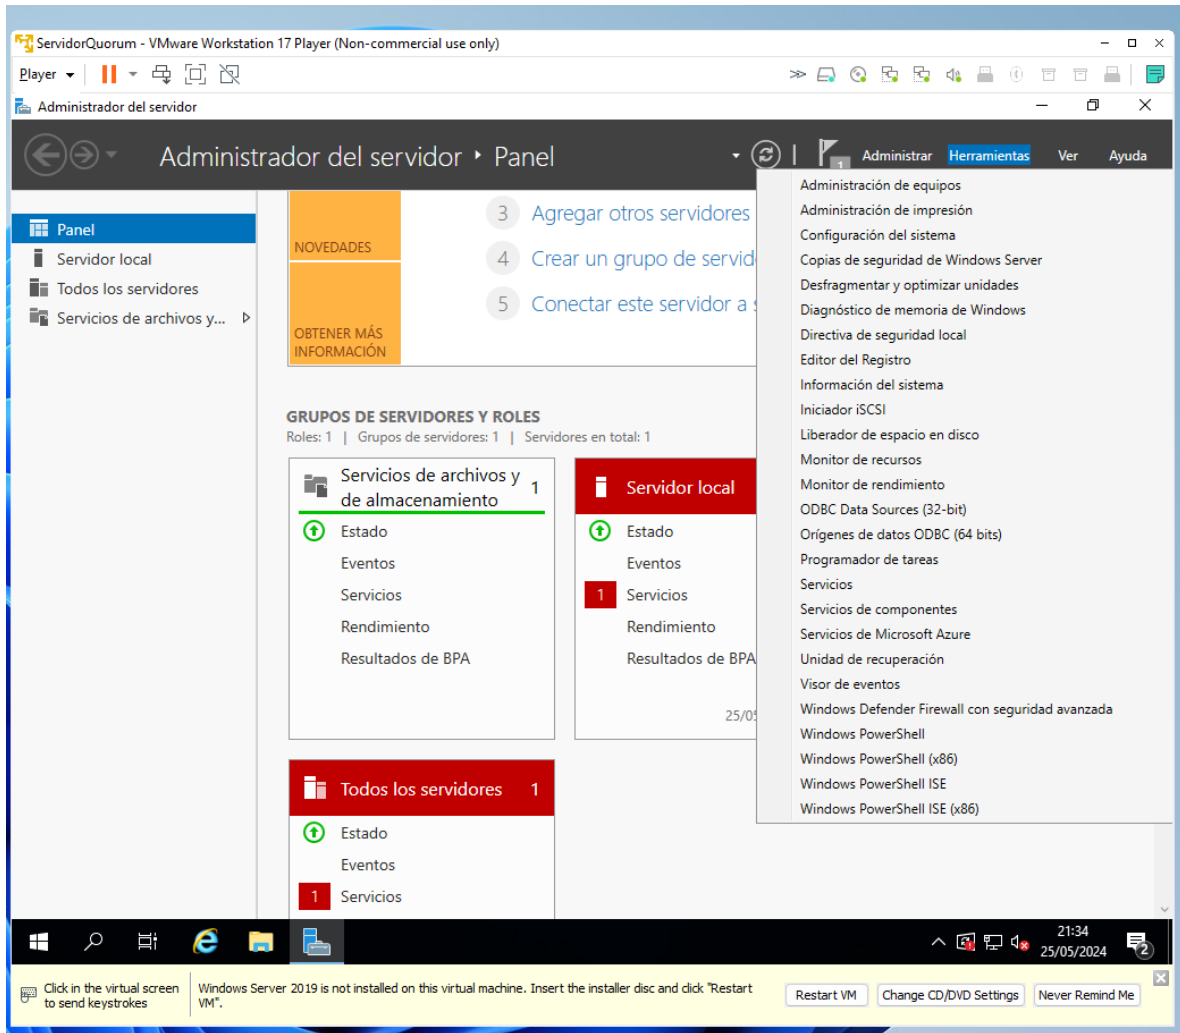 ServidorQuorum - VMware Workstation 17 Player (Non-commercial use only)
Player
Administrador del servidor
Administrador del servidor
Panel
1
Administrar
Herramientas
Ver
Ayuda
Panel
Servidor local
Todos los servidores
Servicios de archivos y...
NOVEDADES
OBTENER MÁS
INFORMACIÓN
3 Agregar otros servidores
4 Crear un grupo de servid
5 Conectar este servidor a s
GRUPOS DE SERVIDORES Y ROLES
Roles: 1 | Grupos de servidores: 1 | Servidores en total: 1
Servicios de archivos y
de almacenamiento
1
Estado
Eventos
Servicios
Rendimiento
Resultados de BPA
Servidor local
Estado
Eventos
1 Servicios
Rendimiento
Resultados de BPA
25/05
Todos los servidores 1
Estado
Eventos
1 Servicios
Administración de equipos
Administración de impresión
Configuración del sistema
Copias de seguridad de Windows Server
Desfragmentar y optimizar unidades
Diagnóstico de memoria de Windows
Directiva de seguridad local
Editor del Registro
Información del sistema
Iniciador iSCSI
Liberador de espacio en disco
Monitor de recursos
Monitor de rendimiento
ODBC Data Sources (32-bit)
Orígenes de datos ODBC (64 bits)
Programador de tareas
Servicios
Servicios de componentes
Servicios de Microsoft Azure
Unidad de recuperación
Visor de eventos
Windows Defender Firewall con seguridad avanzada
Windows PowerShell
Windows PowerShell (x86)
Windows PowerShell ISE
Windows PowerShell ISE (x86)
21:34
25/05/2024
2
Click in the virtual screen
to send keystrokes
Windows Server 2019 is not installed on this virtual machine. Insert the installer disc and click "Restart
VM".
Restart VM
Change CD/DVD Settings
Never Remind Me